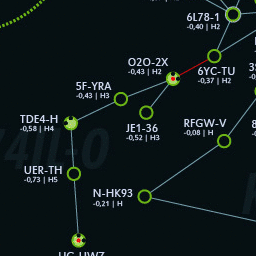 6L78-1
-0,40 | H2
O2O-2X
-0,43 | H2
6YC-TU
-0,37 | H2
5F-YRA
-0,43 | H3
TDE4-H
-0,58 | H4
JE1-36
-0,52 | H3
RFGW-V
-0,08 | H
UER-TH
-0,73 | H5
N-HK93
-0,21 | H